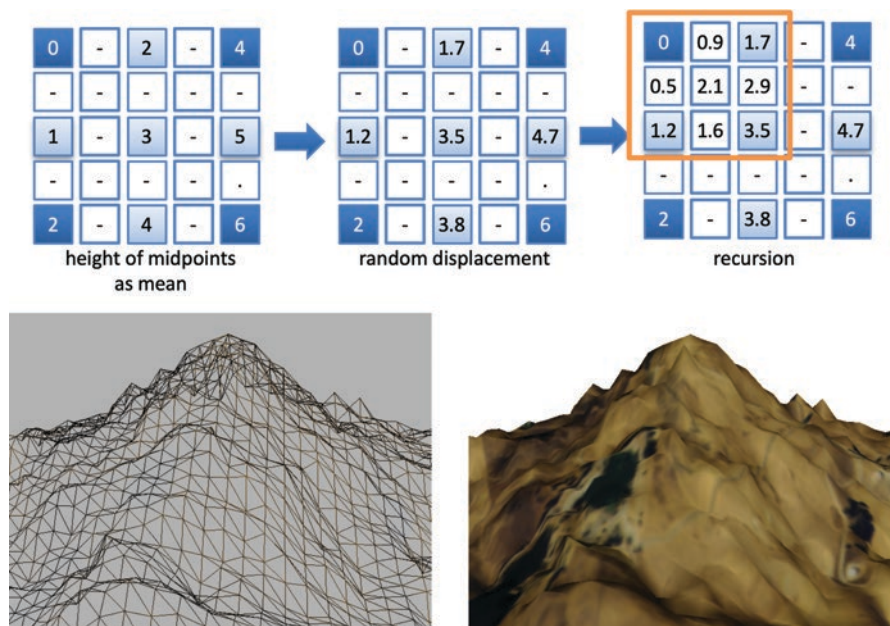 0 - 2 - 4
- - - - -
1 - 3 - 5
- - - - .
2 - 4 - 6
height of midpoints
as mean
0 - 1.7 - 4
- - - - -
1.2 - 3.5 - 4.7
- - - - .
2 - 3.8 - 6
random displacement
0 0.9 1.7 - 4
0.5 2.1 2.9 - -
1.2 1.6 3.5 - 4.7
- - - - .
2 - 3.8 - 6
recursion